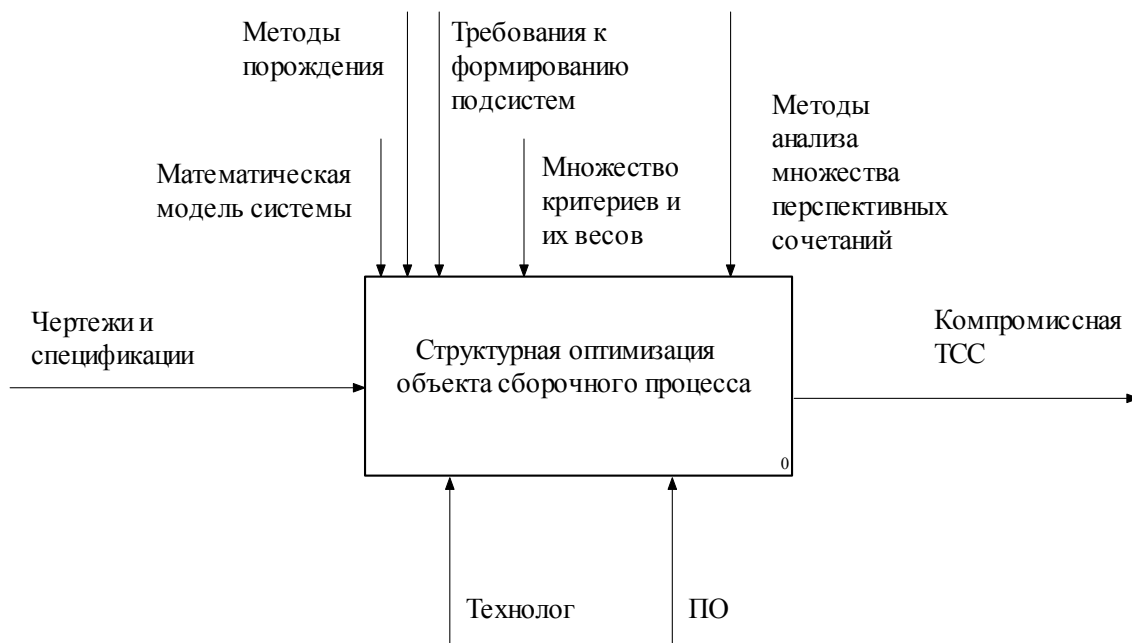 Методы
порождения
Требования к
формированию
подсистем
Методы
анализа
множества
перспективных
сочетаний
Математическая
модель системы
Множество
критериев и
их весов
Чертежи и
спецификации
Структурная оптимизация
объекта сборочного процесса
0
Компромиссная
ТСС
Технолог
ПО